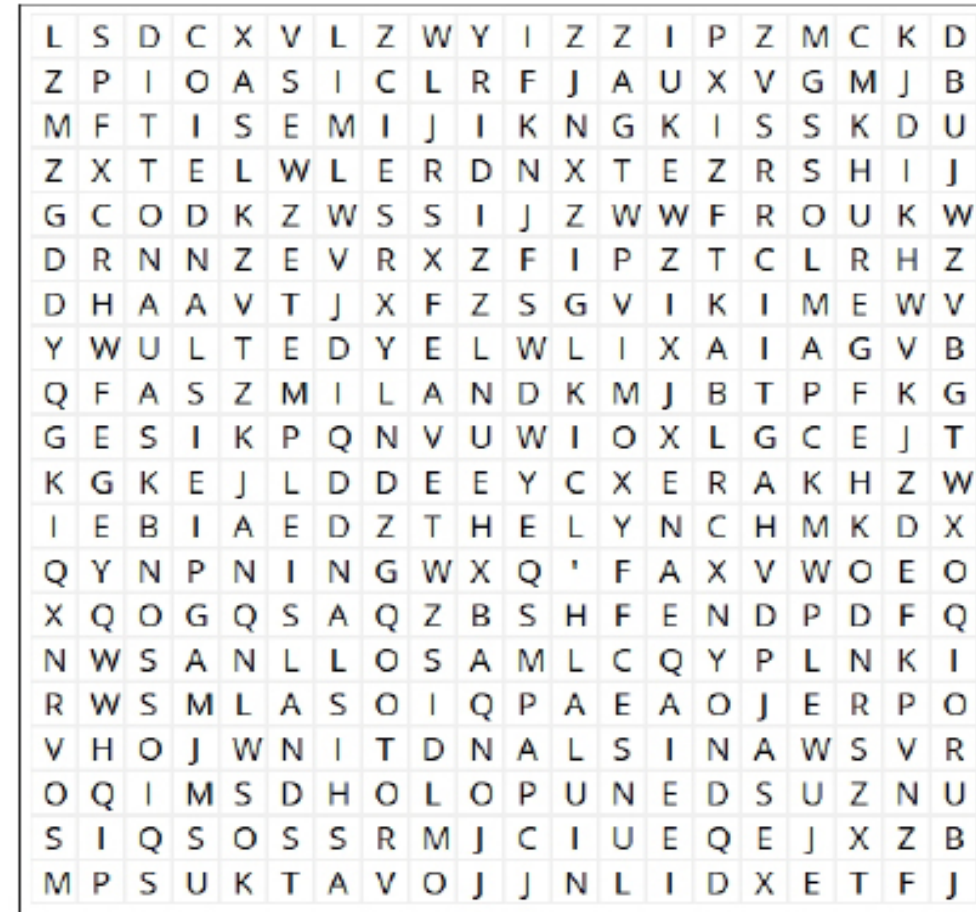 L S D C X V L Z W Y I Z Z I P Z M C K D
Z P I O A S I C L R F J A U X V G M J B
M F T I S E M I J I K N G K I S S K D U
Z X T E L W L E R D N X T E Z R S H I J
G C O D K Z W S S I J Z W W F R O U K W
D R N N Z E V R X Z F I P Z T C L R H Z
D H A A V T J X F Z S G V I K I M E W V
Y W U L T E D Y E L W L I X A I A G V B
Q F A S Z M I L A N D K M J B T P F K G
G E S I K P Q N V U W I O X L G C E J T
K G K E J L D D E E Y C X E R A K H Z W
I E B I A E D Z T H E L Y N C H M K D X
Q Y N P N I N G W X Q ' F A X V W O E O
X Q O G Q S A Q Z B S H F E N D P D F Q
N W S A N L L O S A M L C Q Y P L N K I
R W S M L A S O I Q P A E A O J E R P O
V H O J W N I T D N A L S I N A W S V R
O Q I M S D H O L O P U N E D S U Z N U
S I Q S O S S R M J C I U E Q E J X Z B
M P S U K T A V O J J N L I D X E T F J